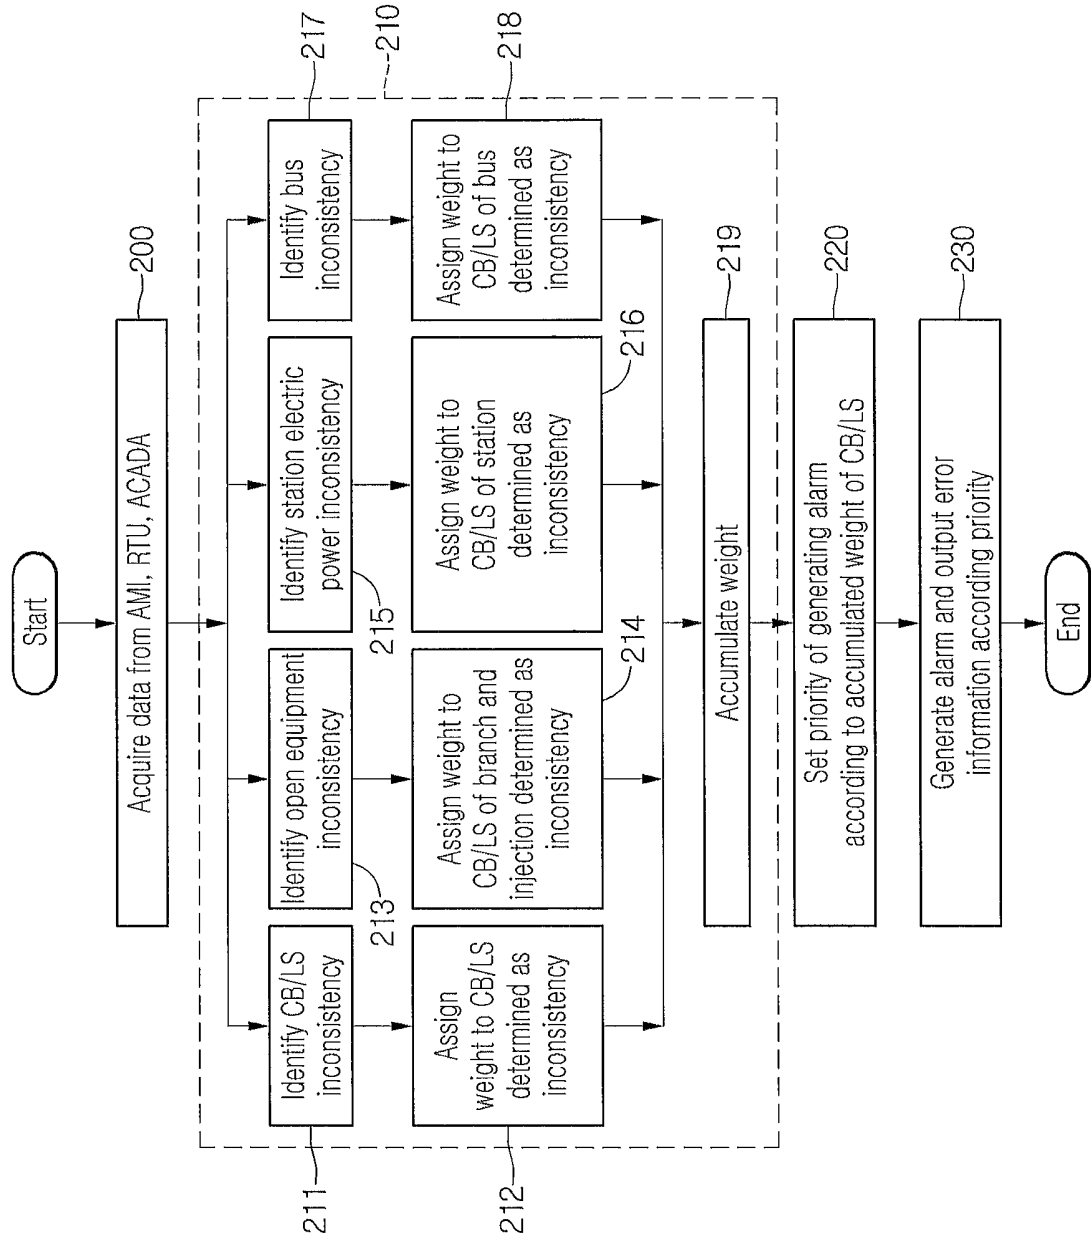 Start
Acquire data from AMI, RTU, ACADA
200
210
Identify CB/LS
inconsistency
211
Identify open equipment
inconsistency
213
Identify station electric
power inconsistency
215
Identify bus
inconsistency
217
Assign
weight to CB/LS
determined as
inconsistency
212
Assign weight to
CB/LS of branch and
injection determined as
inconsistency
214
Assign weight to
CB/LS of station
determined as
inconsistency
216
Assign weight to
CB/LS of bus
determined as
inconsistency
218
Accumulate weight
219
Set priority of generating alarm
according to accumulated weight of CB/LS
220
Generate alarm and output error
information according priority
230
End